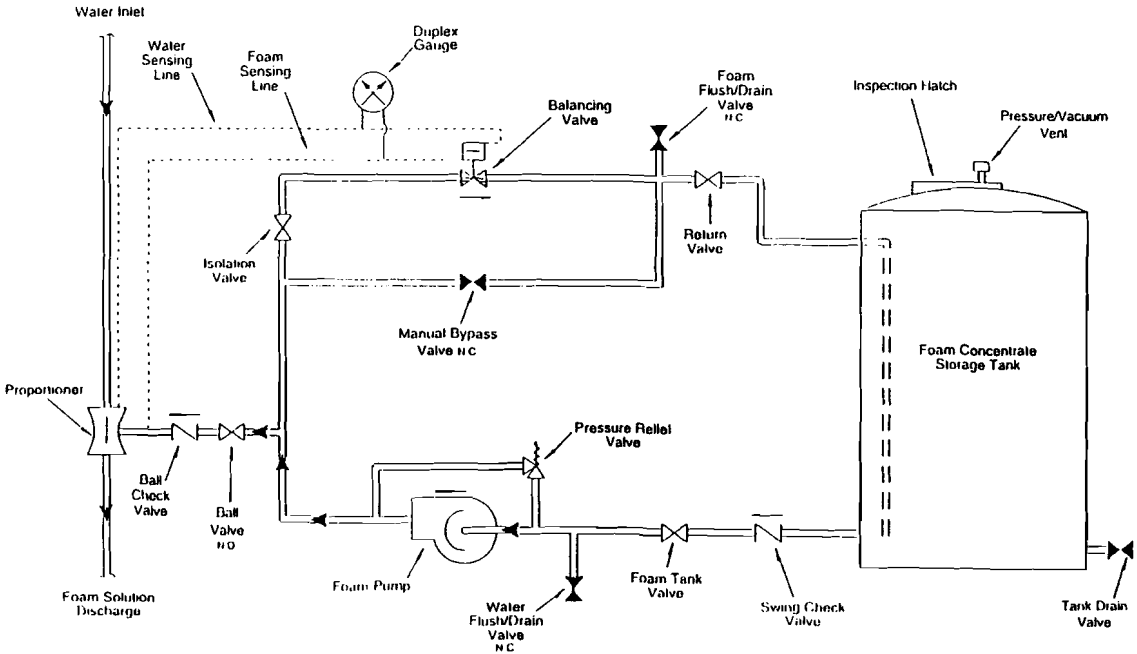 Water Inlet
Water
Sensing
Line
Foam
Sensing
Line
Duplex
Gauge
Balancing
Valve
Foam
Flush/Drain
Valve
N C
Inspection Hatch
Pressure/Vacuum
Vent
Isolation
Valve
Return
Valve
Manual Bypass
Valve N C
Foam Concentrate
Storage Tank
Proportioner
Pressure Relief
Valve
Ball
Check
Valve
Ball
Valve
N O
Foam Pump
Foam Tank
Valve
Foam Solution
Discharge
Water
Flush/Drain
Valve
N C
Swing Check
Valve
Tank Drain
Valve